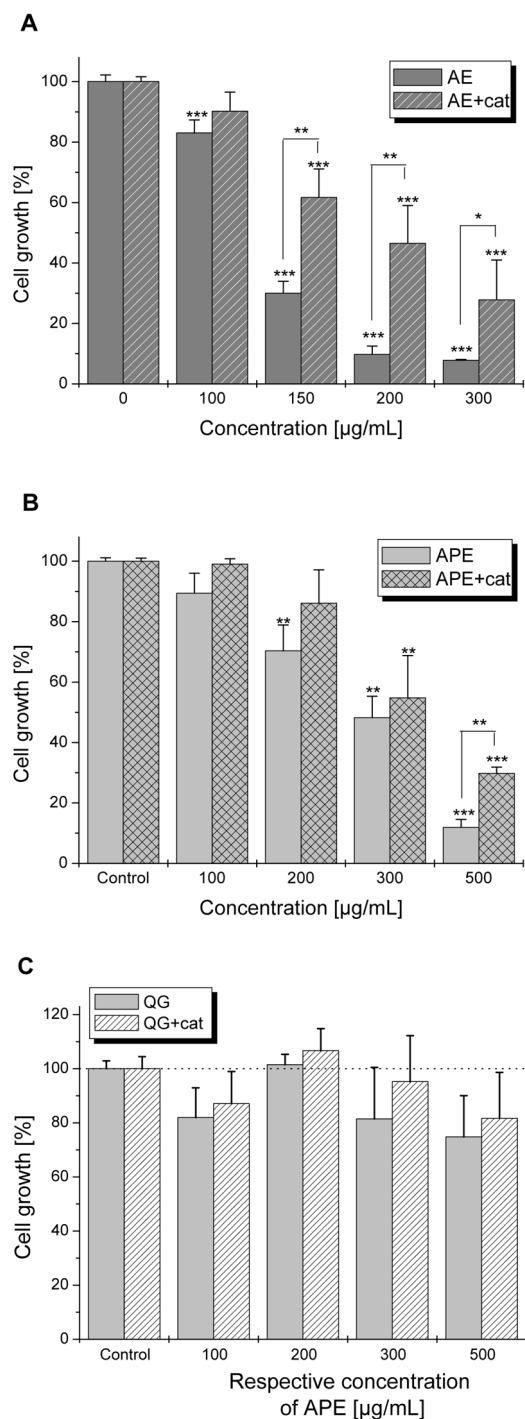 A
AE
AE+cat
100
80
60
40
20
0
Cell growth [%]
***
**
***
***
**
***
***
*
***
***
0 100 150 200 300
Concentration [µg/mL]
B
APE
APE+cat
100
80
60
40
20
0
Cell growth [%]
**
**
**
**
***
***
Control 100 200 300 500
Concentration [µg/mL]
C
QG
QG+cat
120
100
80
60
40
20
0
Cell growth [%]
Control 100 200 300 500
Respective concentration
of APE [µg/mL]